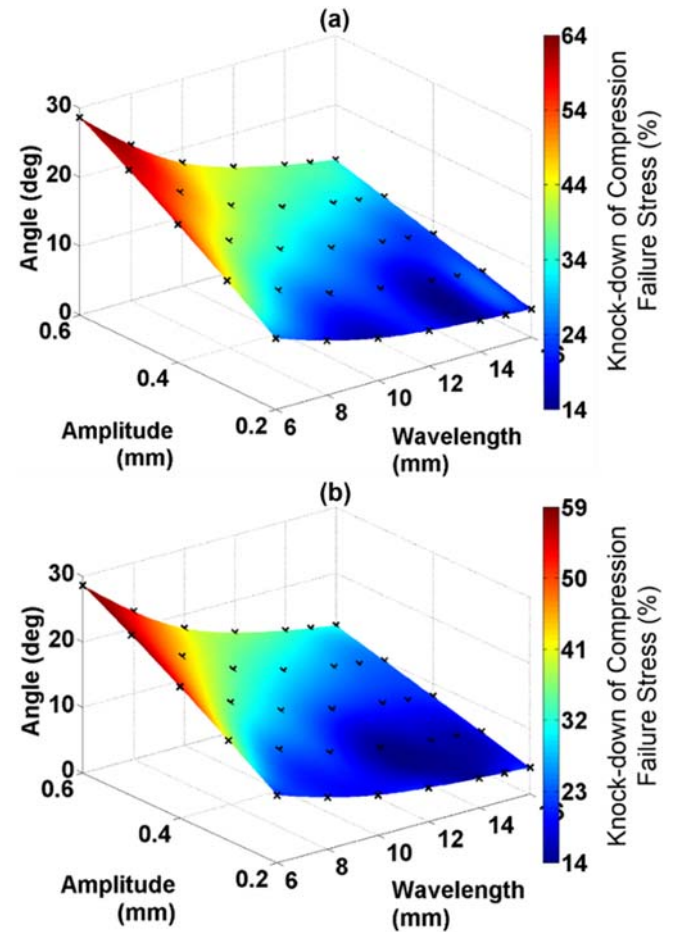 (a)
64
54
44
34
24
14
Knock-down of Compression
Failure Stress (%)
30
20
10
0
Angle (deg)
0.6
0.4
0.2
Amplitude
(mm)
6
8
10
12
14
Wavelength
(mm)
(b)
59
50
41
32
23
14
Knock-down of Compression
Failure Stress (%)
30
20
10
0
Angle (deg)
0.6
0.4
0.2
Amplitude
(mm)
6
8
10
12
14
Wavelength
(mm)